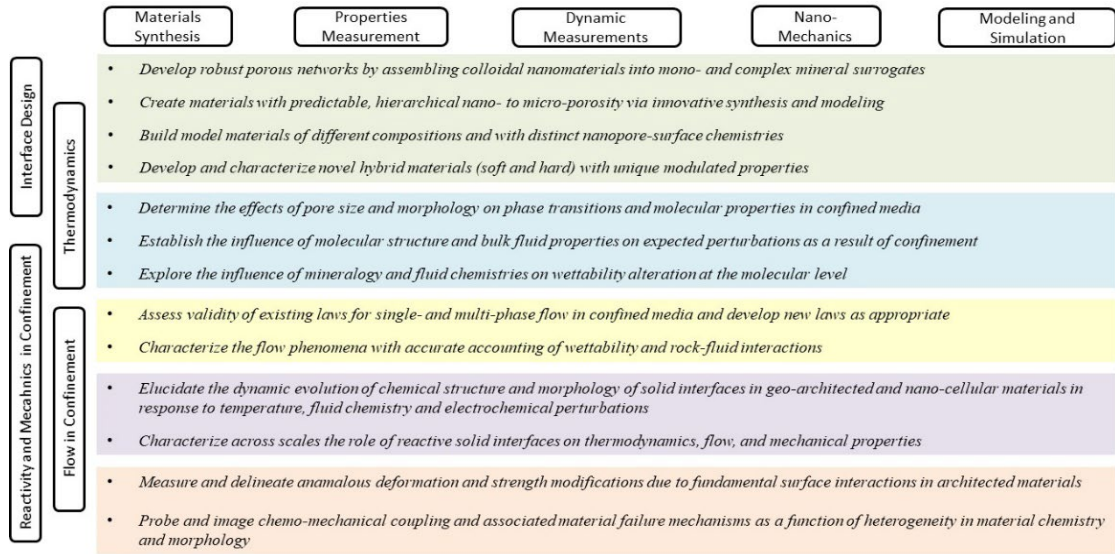 Materials
Synthesis
Properties
Measurement
Dynamic
Measurements
Nano-
Mechanics
Modeling and
Simulation
Interface Design
Thermodynamics
• Develop robust porous networks by assembling colloidal nanomaterials into mono- and complex mineral surrogates
• Create materials with predictable, hierarchical nano- to micro-porosity via innovative synthesis and modeling
• Build model materials of different compositions and with distinct nanopore-surface chemistries
• Develop and characterize novel hybrid materials (soft and hard) with unique modulated properties
• Determine the effects of pore size and morphology on phase transitions and molecular properties in confined media
• Establish the influence of molecular structure and bulk fluid properties on expected perturbations as a result of confinement
• Explore the influence of mineralogy and fluid chemistries on wettability alteration at the molecular level
Reactivity and Mecahnics in Confinement
Flow in Confinement
• Assess validity of existing laws for single- and multi-phase flow in confined media and develop new laws as appropriate
• Characterize the flow phenomena with accurate accounting of wettability and rock-fluid interactions
• Elucidate the dynamic evolution of chemical structure and morphology of solid interfaces in geo-architected and nano-cellular materials in
response to temperature, fluid chemistry and electrochemical perturbations
• Characterize across scales the role of reactive solid interfaces on thermodynamics, flow, and mechanical properties
• Measure and delineate anamalous deformation and strength modifications due to fundamental surface interactions in architected materials
• Probe and image chemo-mechanical coupling and associated material failure mechanisms as a function of heterogeneity in material chemistry
and morphology